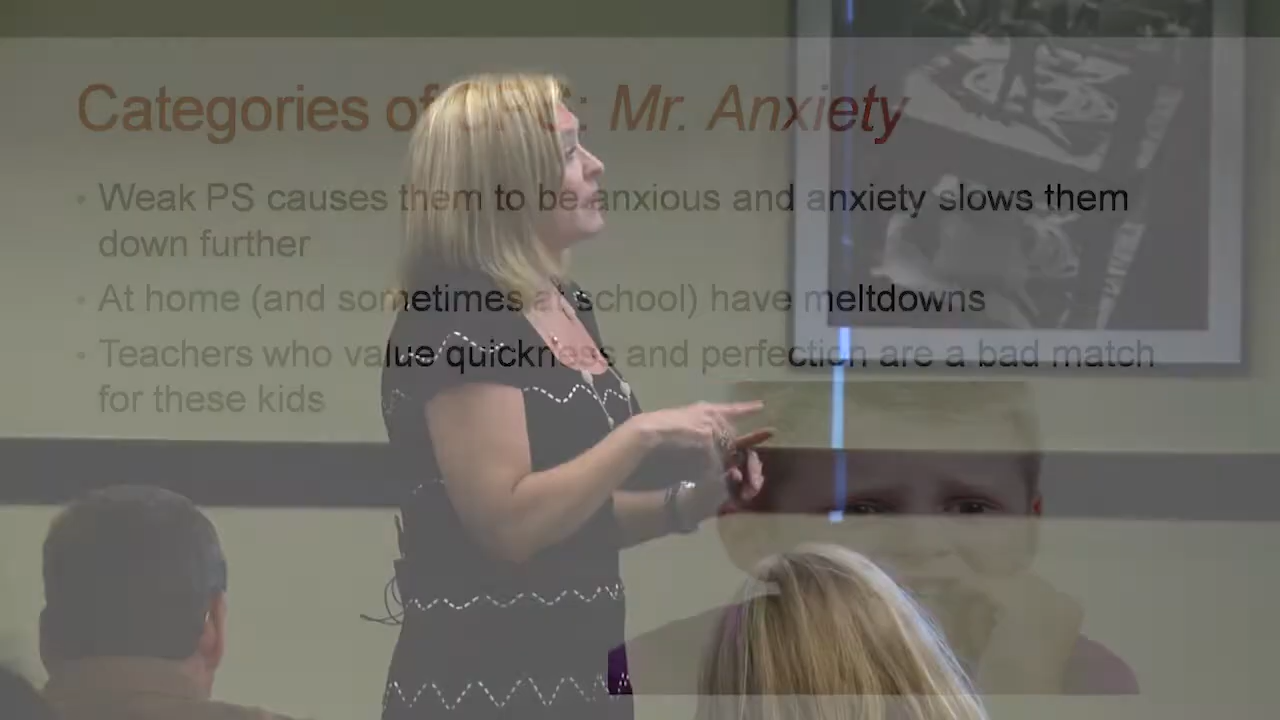 Categories of : Mr. Anxiety
• Weak PS causes them to be anxious and anxiety slows them
down further
• At home (and sometimes at school) have meltdowns
• Teachers who value quickness and perfection are a bad match
for these kids